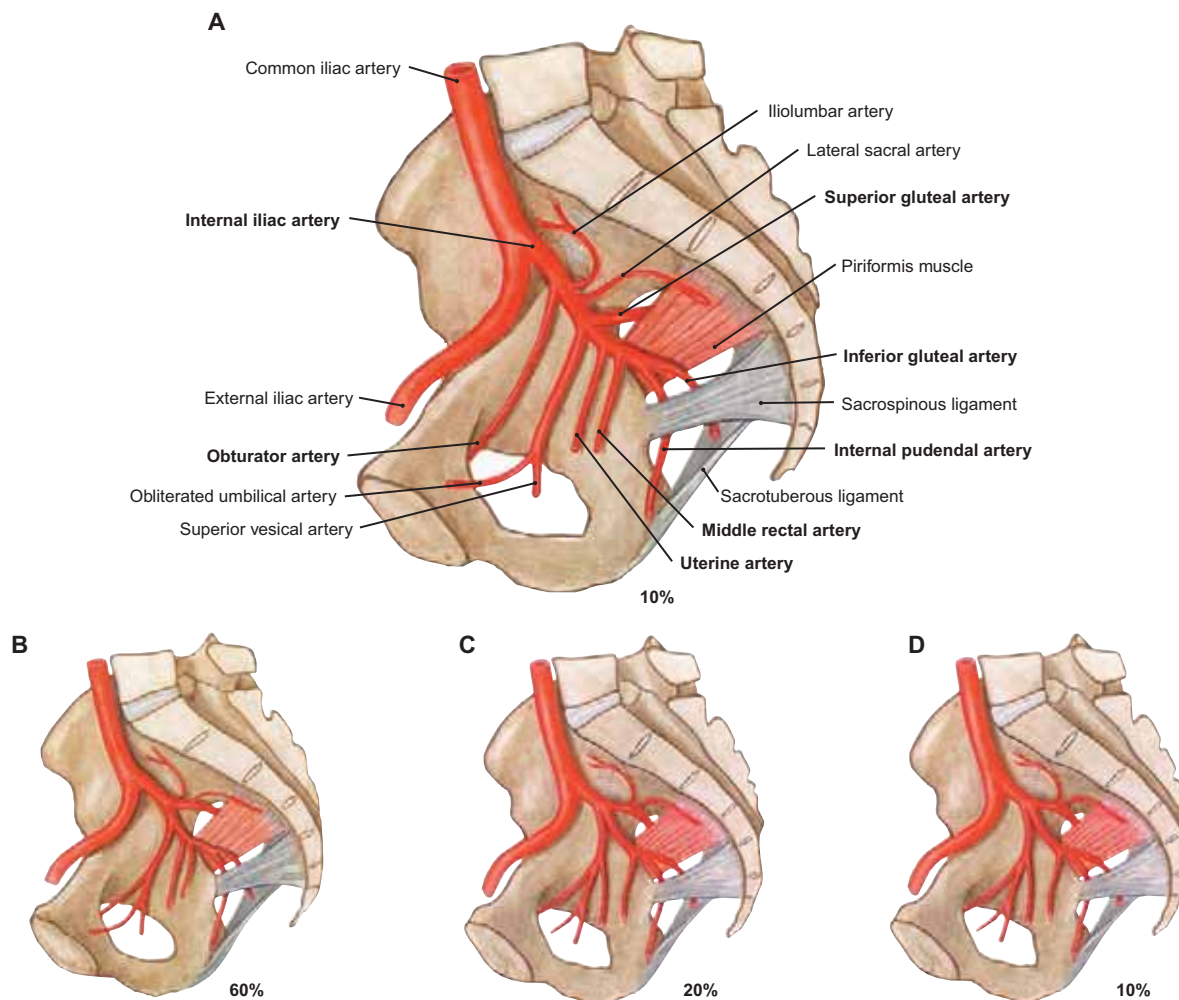 A
Common iliac artery
Iliolumbar artery
Lateral sacral artery
Superior gluteal artery
Internal iliac artery
Piriformis muscle
Inferior gluteal artery
External iliac artery
Sacrospinous ligament
Obturator artery
Internal pudendal artery
Obliterated umbilical artery
Sacrotuberous ligament
Superior vesical artery
Middle rectal artery
Uterine artery
10%
B
C
D
60%
20%
10%